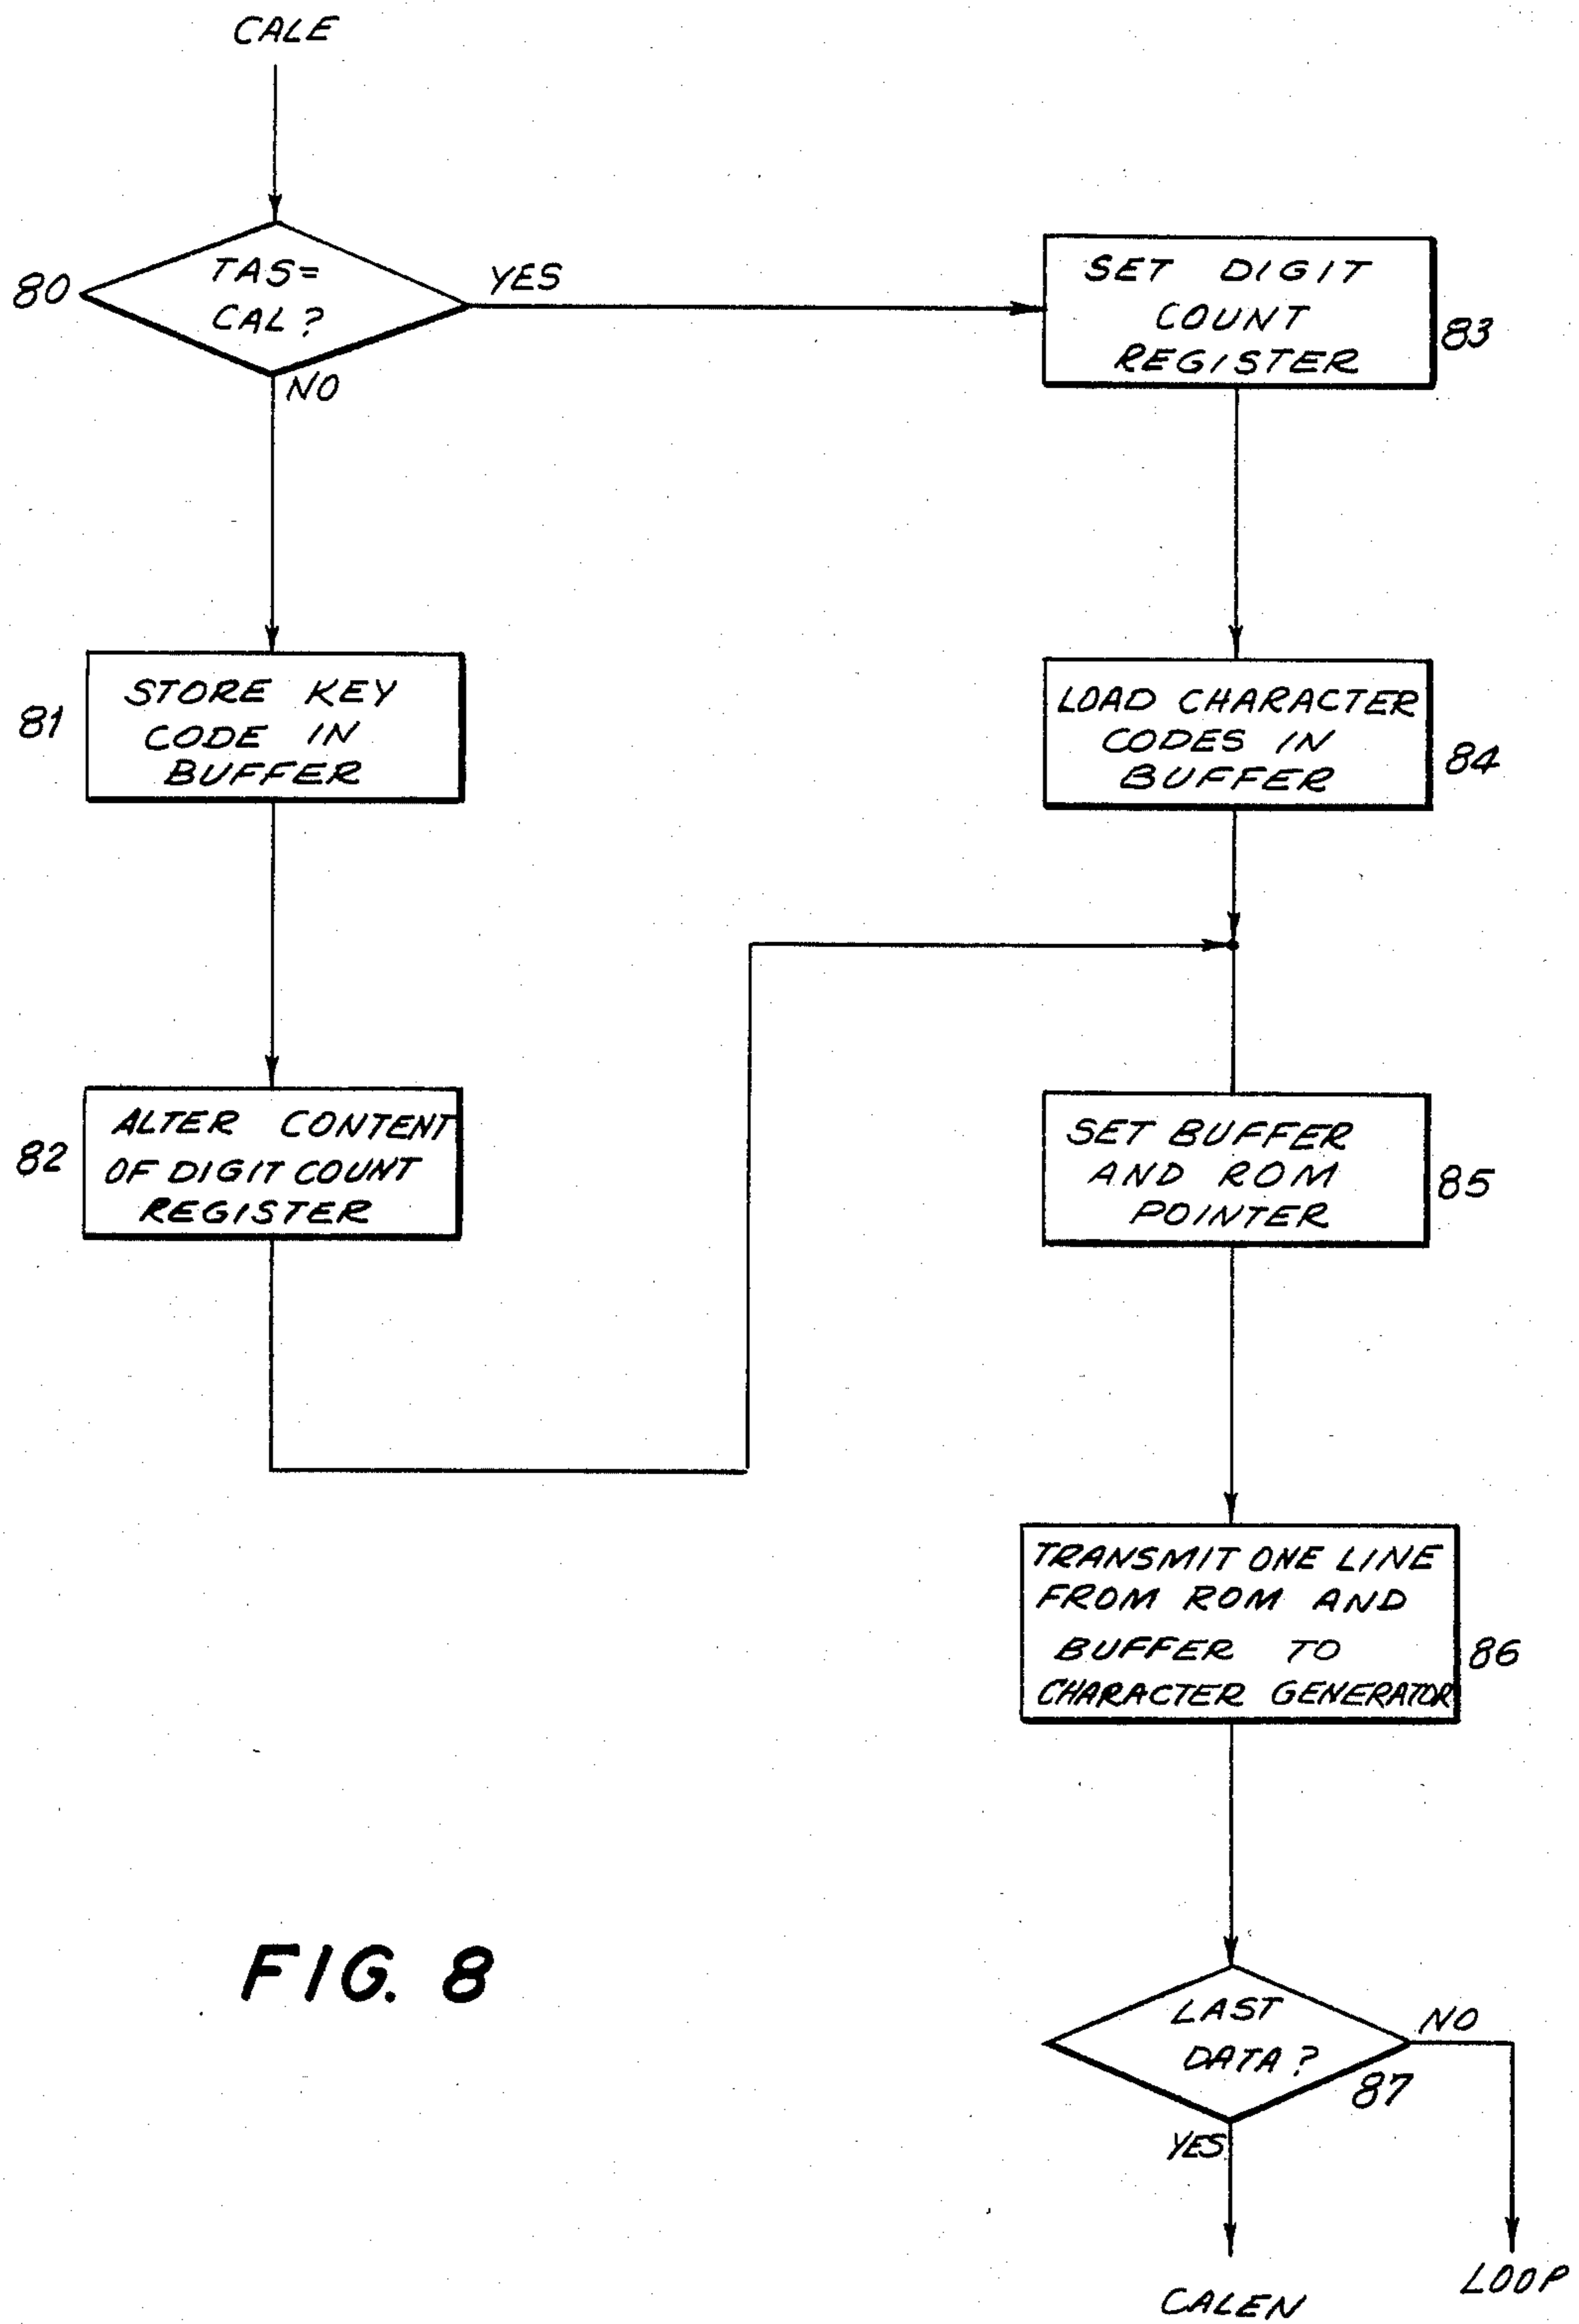 CALE
80
TAS=
CAL?
YES
NO
SET DIGIT
COUNT
REGISTER
83
81
STORE KEY
CODE IN
BUFFER
LOAD CHARACTER
CODES IN
BUFFER
84
82
ALTER CONTENT
OF DIGIT COUNT
REGISTER
SET BUFFER
AND ROM
POINTER
85
TRANSMIT ONE LINE
FROM ROM AND
BUFFER TO
CHARACTER GENERATOR
86
LAST
DATA?
87
NO
YES
CALEN
LOOP
FIG. 8